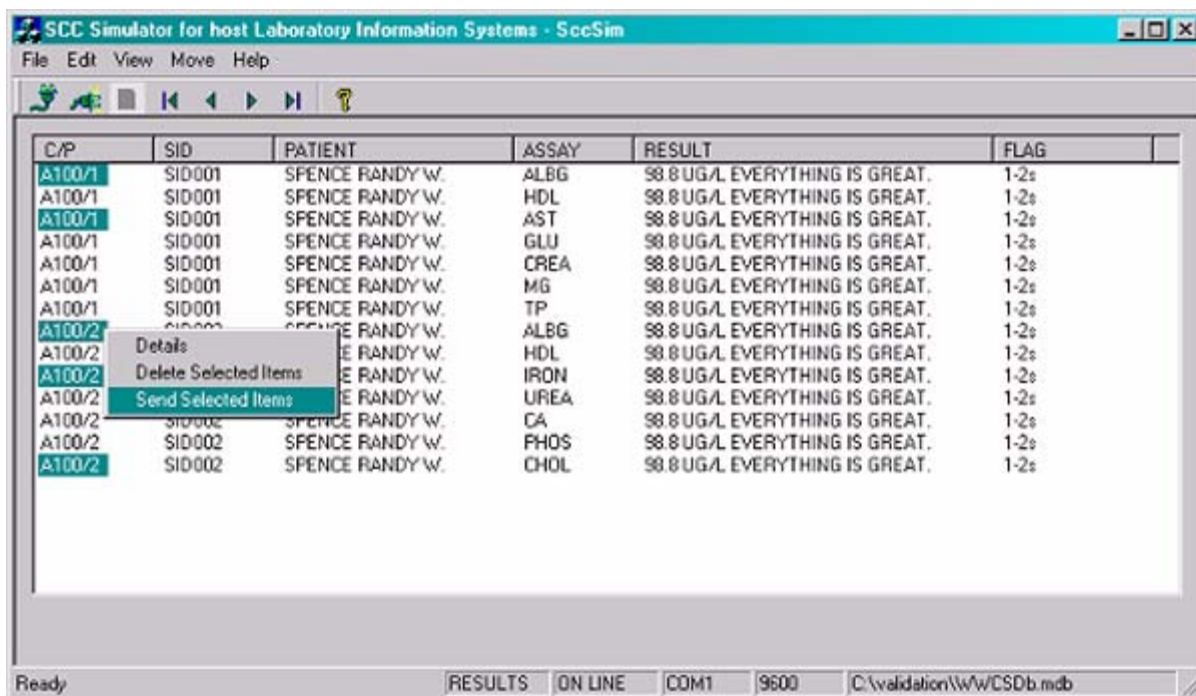 SCC Simulator for host Laboratory Information Systems - SccSim
File Edit View Move Help
C/P SID PATIENT ASSAY RESULT FLAG
A100/1 SID001 SPENCE RANDY W. ALBG 98.8 UG/L EVERYTHING IS GREAT. 1-2s
A100/1 SID001 SPENCE RANDY W. HDL 98.8 UG/L EVERYTHING IS GREAT. 1-2s
A100/1 SID001 SPENCE RANDY W. AST 98.8 UG/L EVERYTHING IS GREAT. 1-2s
A100/1 SID001 SPENCE RANDY W. GLU 98.8 UG/L EVERYTHING IS GREAT. 1-2s
A100/1 SID001 SPENCE RANDY W. CREA 98.8 UG/L EVERYTHING IS GREAT. 1-2s
A100/1 SID001 SPENCE RANDY W. MG 98.8 UG/L EVERYTHING IS GREAT. 1-2s
A100/1 SID001 SPENCE RANDY W. TP 98.8 UG/L EVERYTHING IS GREAT. 1-2s
A100/2 ALBG 98.8 UG/L EVERYTHING IS GREAT. 1-2s
A100/2 RANDY W. HDL 98.8 UG/L EVERYTHING IS GREAT. 1-2s
A100/2 RANDY W. IRON 98.8 UG/L EVERYTHING IS GREAT. 1-2s
A100/2 RANDY W. UREA 98.8 UG/L EVERYTHING IS GREAT. 1-2s
A100/2 SID002 SPENCE RANDY W. CA 98.8 UG/L EVERYTHING IS GREAT. 1-2s
A100/2 SID002 SPENCE RANDY W. PHOS 98.8 UG/L EVERYTHING IS GREAT. 1-2s
A100/2 SID002 SPENCE RANDY W. CHOL 98.8 UG/L EVERYTHING IS GREAT. 1-2s
Details
Delete Selected Items
Send Selected Items
Ready RESULTS ON LINE COM1 9600 C:\validation\WWCSDb.mdb